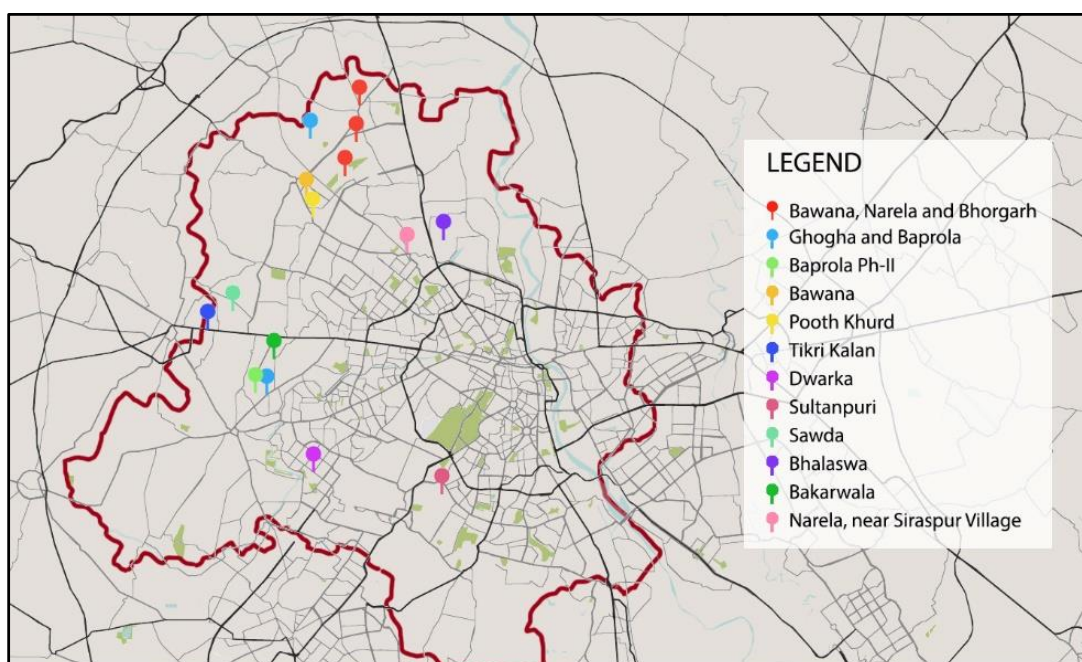 LEGEND
Bawana, Narela and Bhorgarh
Ghogha and Baprola
Baprola Ph-II
Bawana
Pooth Khurd
Tikri Kalan
Dwarka
Sultanpuri
Sawda
Bhalaswa
Bakarwala
Narela, near Siraspur Village